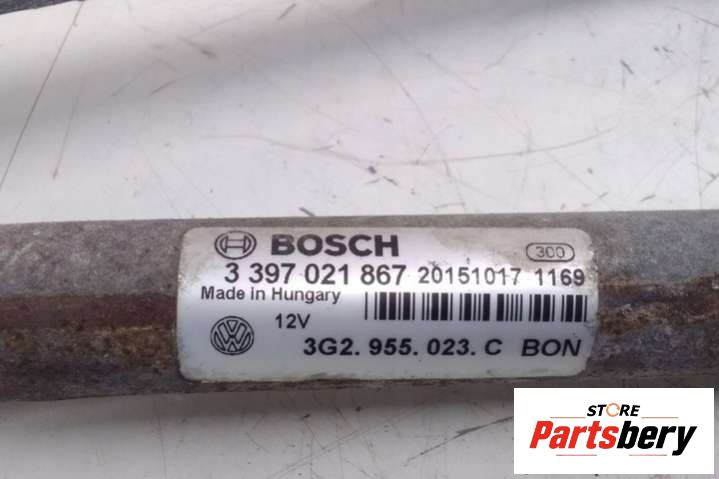 BOSCH 300
3 397 021 867 20151017 1169
Made in Hungary
12V
3G2. 955. 023. C BON
STORE
Partsbery